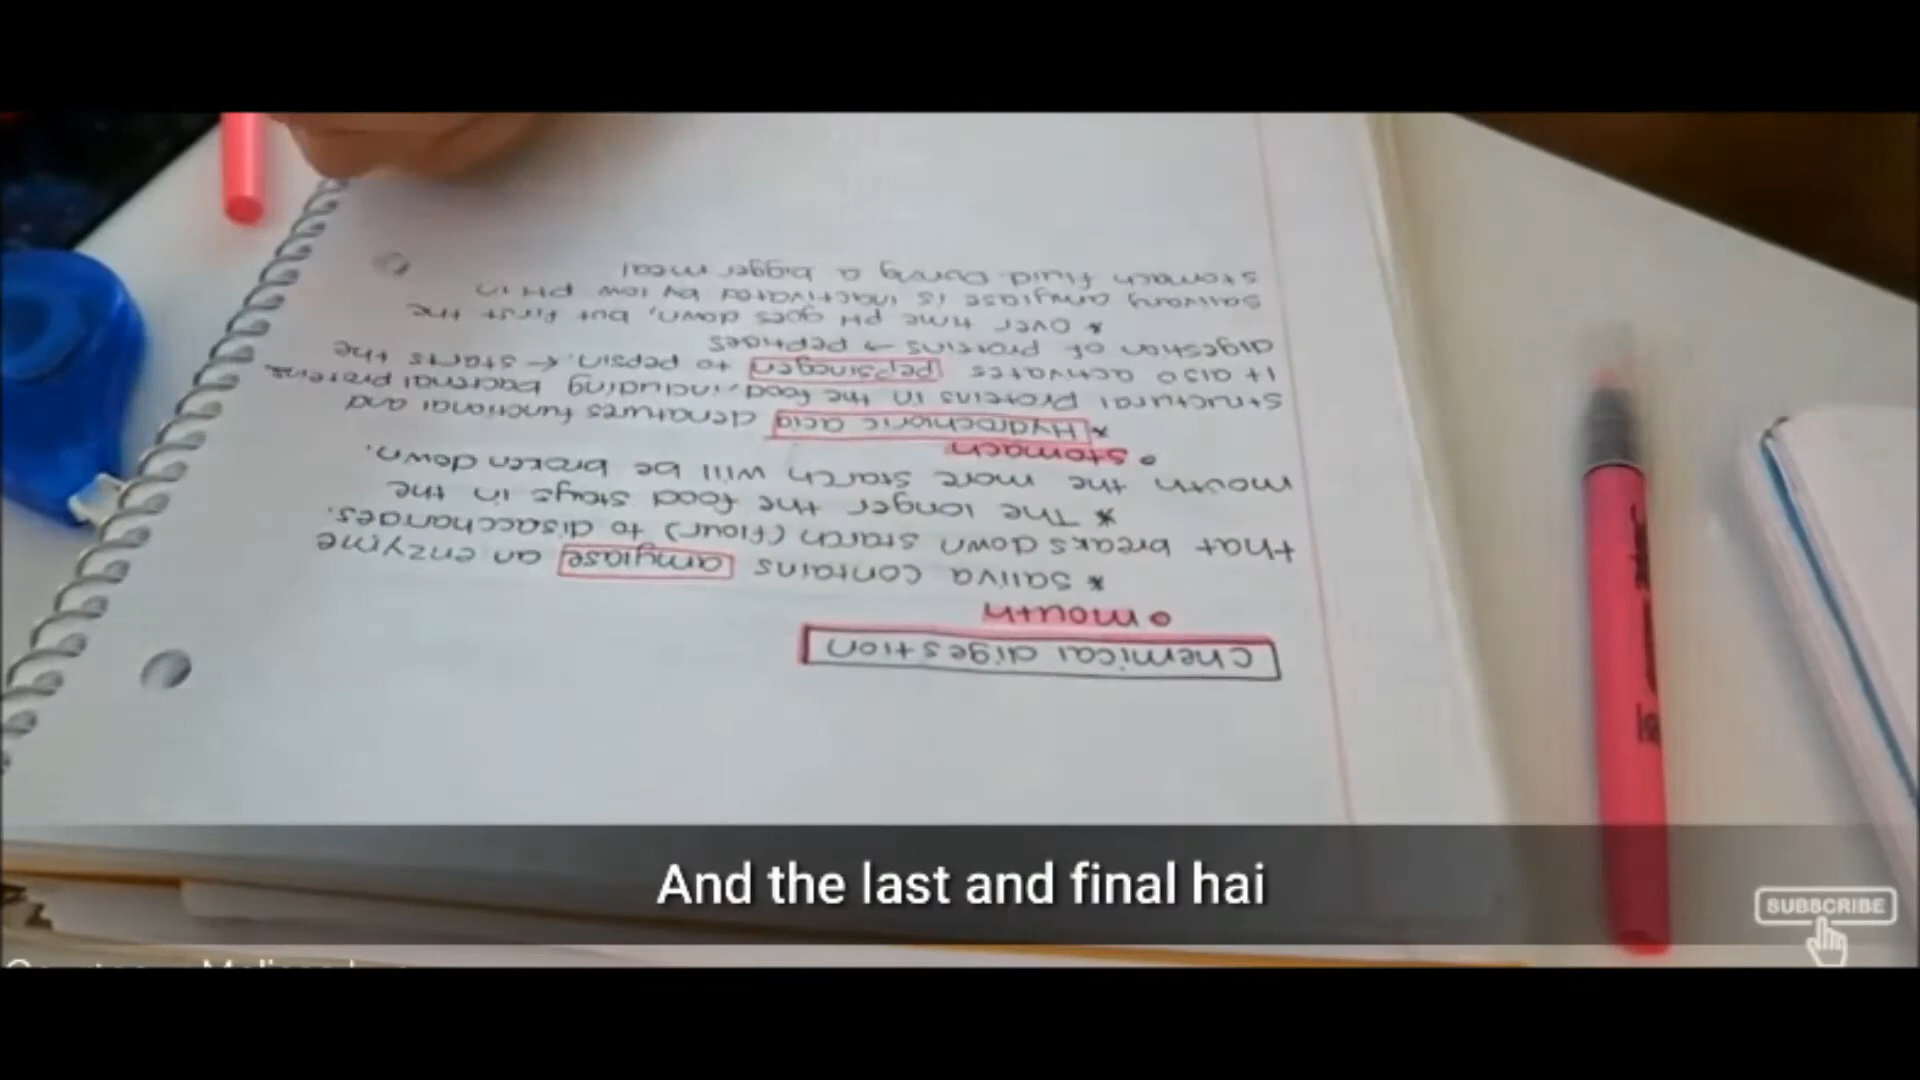 chemical digestion
• mouth
* Saliva contains amylase an enzyme
that breaks down starch (flour) to disaccharides.
* The longer the food stays in the
mouth the more starch will be broken down.
• Stomach
* Hydrochloric acid denatures functional and
structural proteins in the food, including bacterial proteins.
It also activates pepsinogen to pepsin. ← starts the
digestion of proteins → peptides
* Over time pH goes down, but first the
salivary amylase is inactivated by low pH in
stomach fluid During a bigger meal
And the last and final hai
SUBSCRIBE